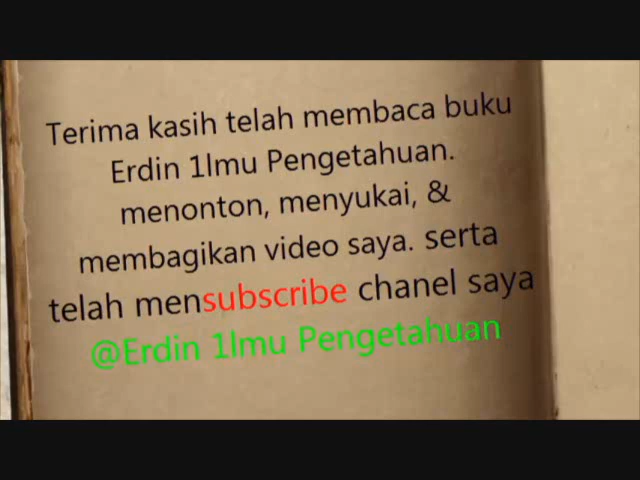 Terima kasih telah membaca buku
Erdin 1lmu Pengetahuan.
menonton, menyukai, &
membagikan video saya. serta
telah mensubscribe chanel saya
@Erdin 1lmu Pengetahuan